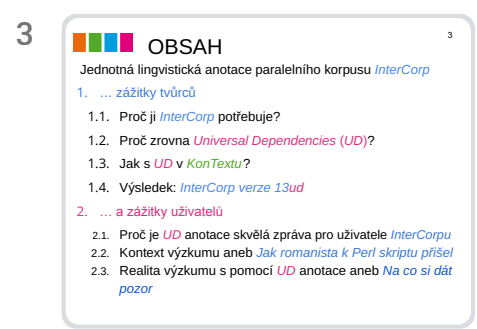 3
OBSAH
3
Jednotná lingvistická anotace paralelního korpusu InterCorp
1. … zážitky tvůrců
1.1. Proč ji InterCorp potřebuje?
1.2. Proč zrovna Universal Dependencies (UD)?
1.3. Jak s UD v KonTextu?
1.4. Výsledek: InterCorp verze 13ud
2. … a zážitky uživatelů
2.1. Proč je UD anotace skvělá zpráva pro uživatele InterCorpu
2.2. Kontext výzkumu aneb Jak romanista k Perl skriptu přišel
2.3. Realita výzkumu s pomocí UD anotace aneb Na co si dát
pozor